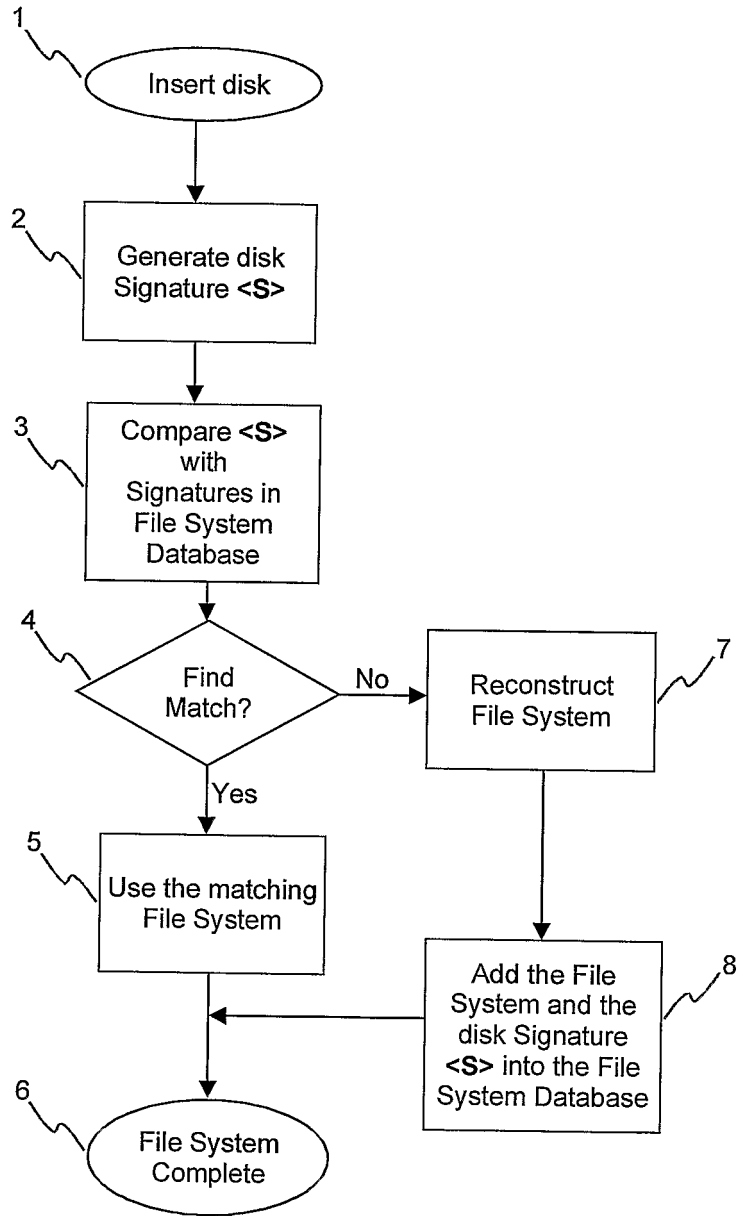 1
Insert disk
2
Generate disk
Signature <S>
3
Compare <S>
with
Signatures in
File System
Database
4
Find
Match?
No
7
Reconstruct
File System
Yes
5
Use the matching
File System
8
Add the File
System and the
disk Signature
<S> into the File
System Database
6
File System
Complete